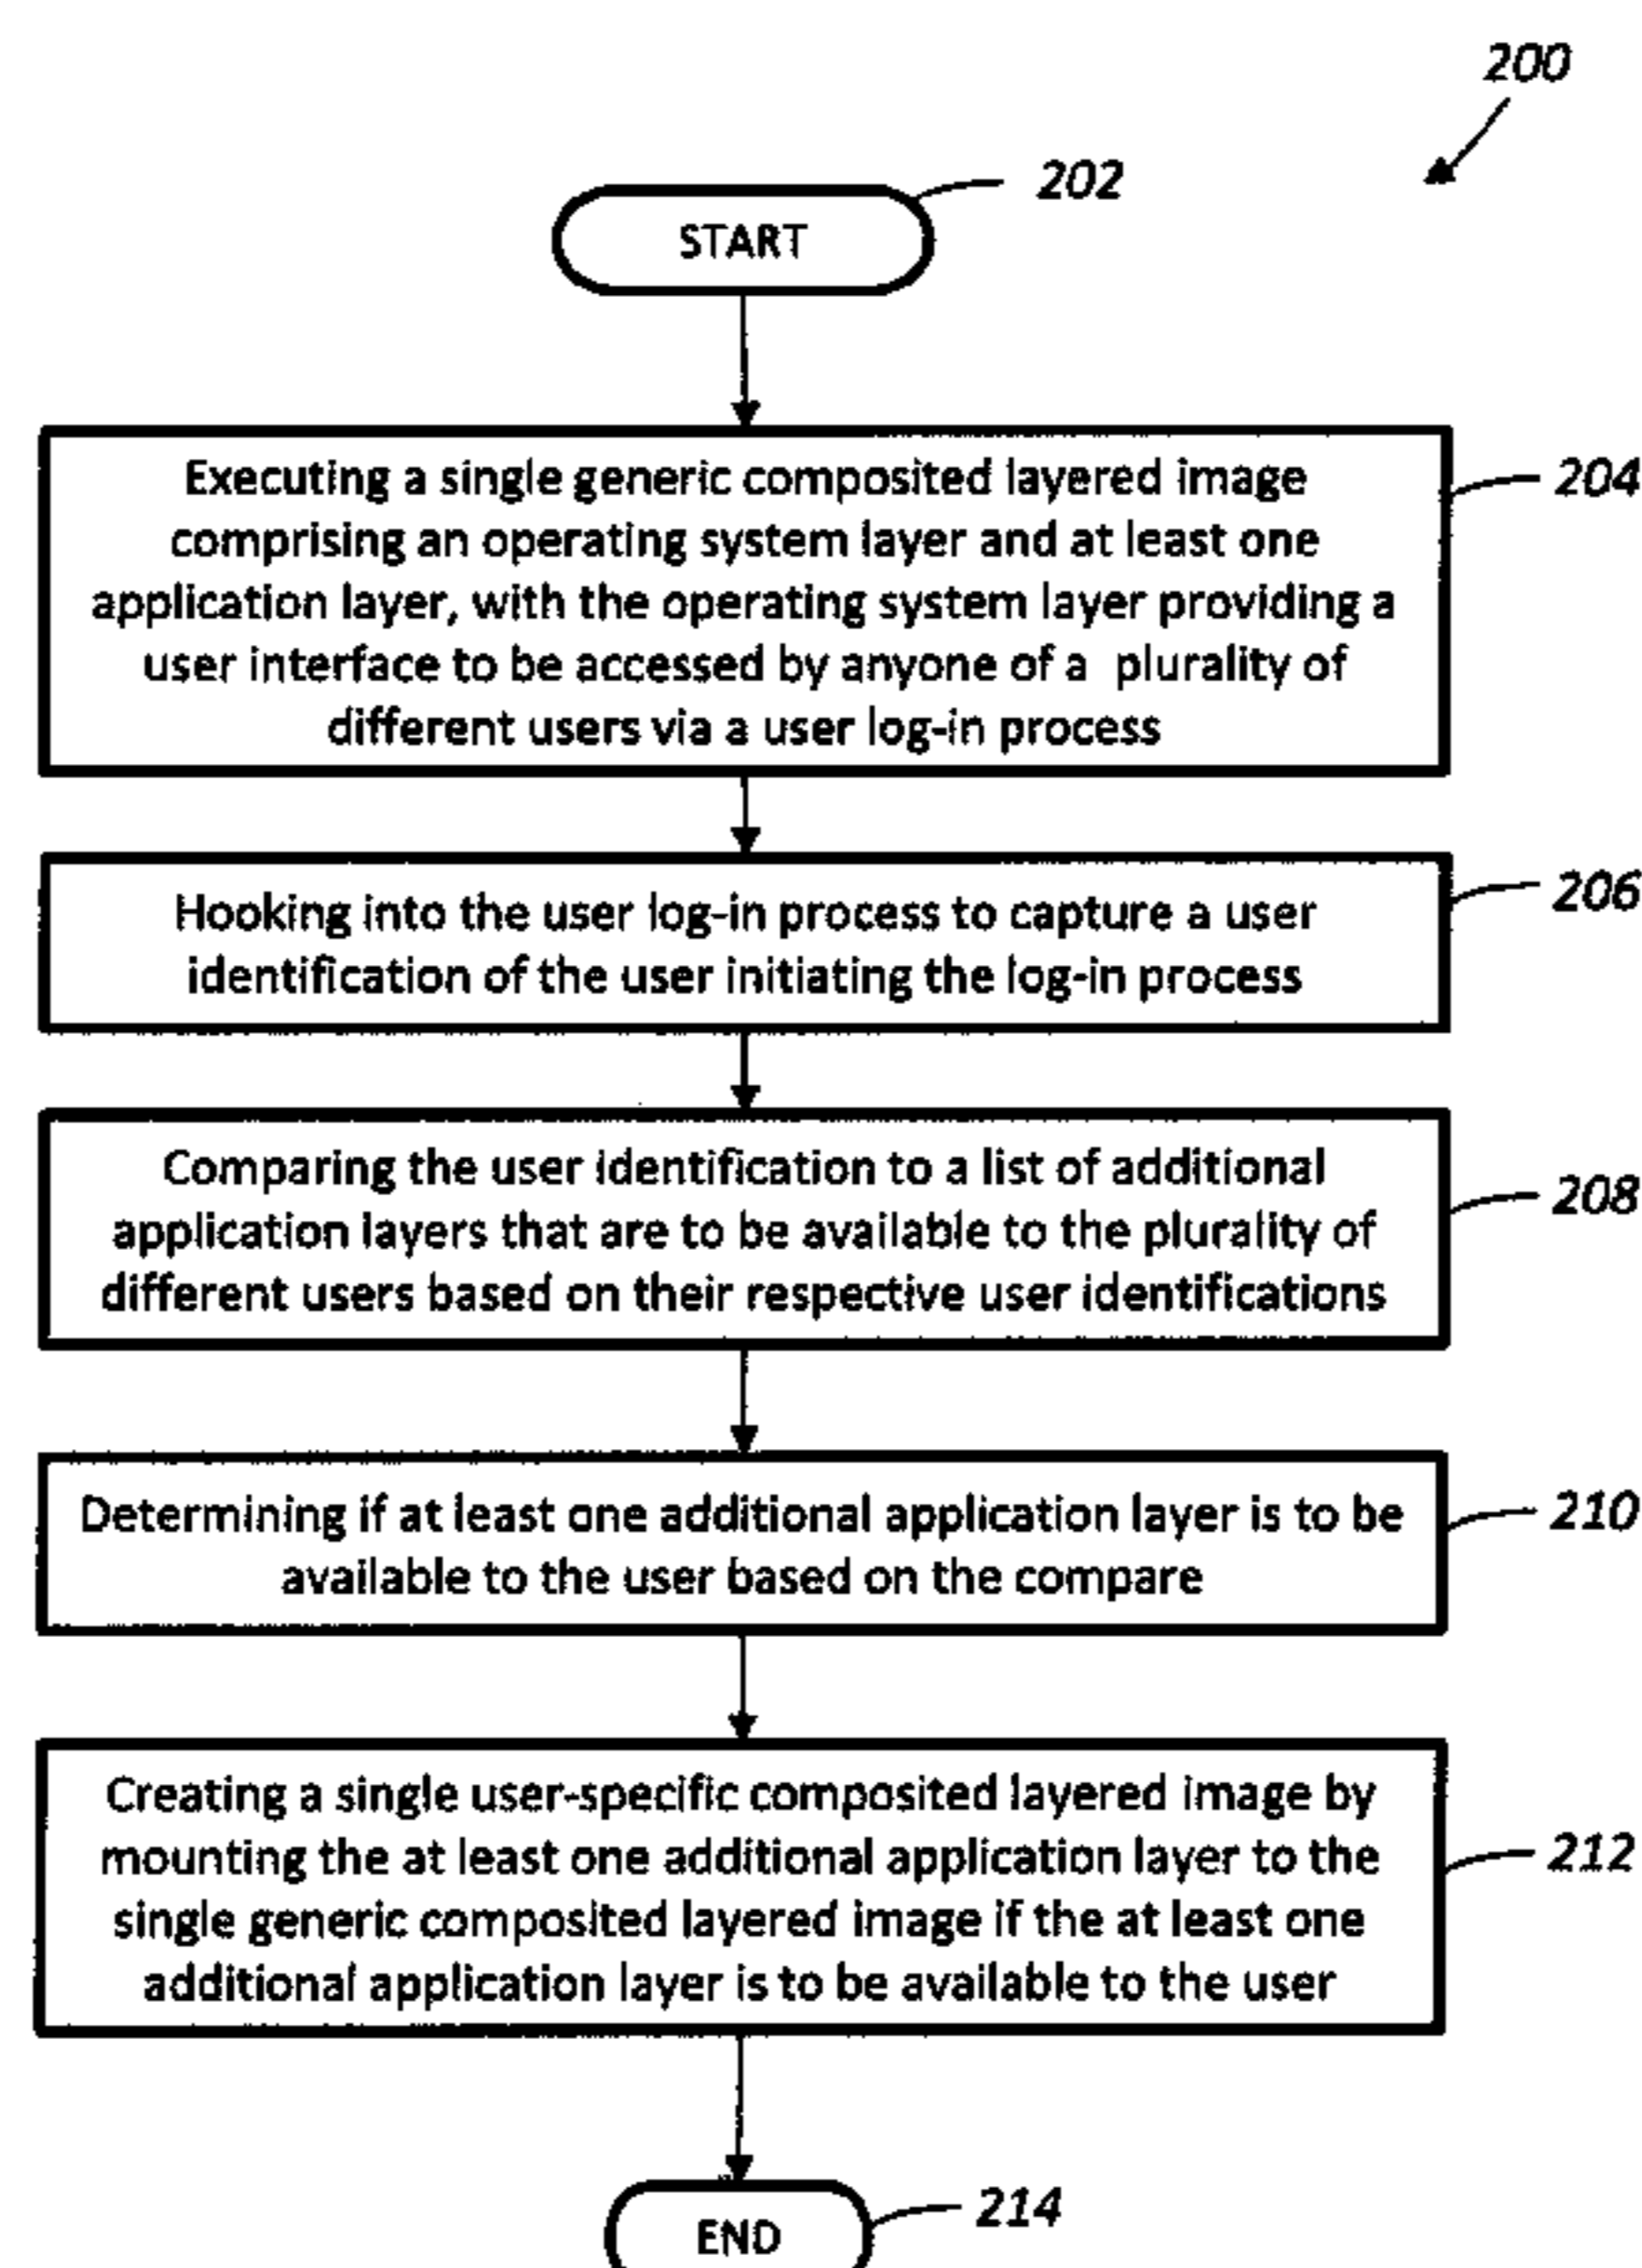 200
202
START
Executing a single generic composited layered image
comprising an operating system layer and at least one
application layer, with the operating system layer providing a
user interface to be accessed by anyone of a plurality of
different users via a user log-in process
204
Hooking into the user log-in process to capture a user
identification of the user initiating the log-in process
206
Comparing the user identification to a list of additional
application layers that are to be available to the plurality of
different users based on their respective user identifications
208
Determining if at least one additional application layer is to be
available to the user based on the compare
210
Creating a single user-specific composited layered image by
mounting the at least one additional application layer to the
single generic composited layered image if the at least one
additional application layer is to be available to the user
212
END
214